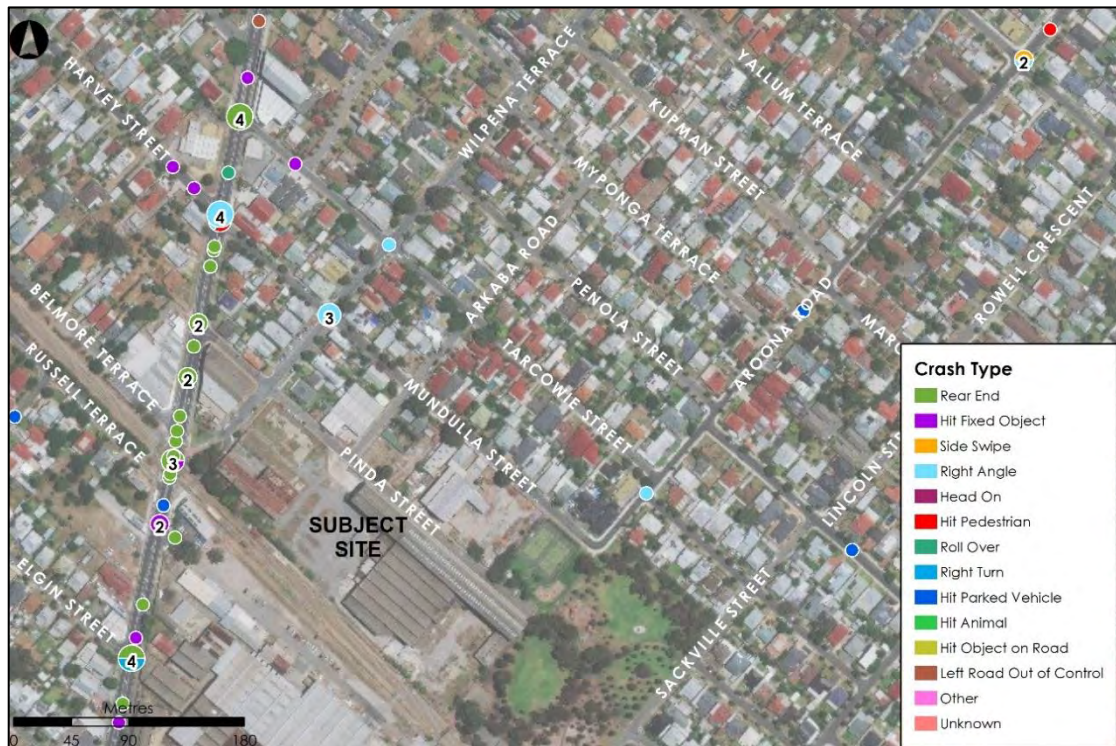 HARVEY STREET
WILPENA TERRACE
YALLUM TERRACE
KUPMAN STREET
MYPONGA TERRACE
ARKABA ROAD
ROWELL CRESCENT
BELMORE TERRACE
PENOLA STREET
AROONA ROAD
RUSSELL TERRACE
TARCOWIE STREET
MUNDULLA STREET
PINDA STREET
SUBJECT
SITE
ELGIN STREET
SACKVILLE STREET
2
4
4
3
2
2
3
2
4
Metres
0 45 90 180
Crash Type
Rear End
Hit Fixed Object
Side Swipe
Right Angle
Head On
Hit Pedestrian
Roll Over
Right Turn
Hit Parked Vehicle
Hit Animal
Hit Object on Road
Left Road Out of Control
Other
Unknown